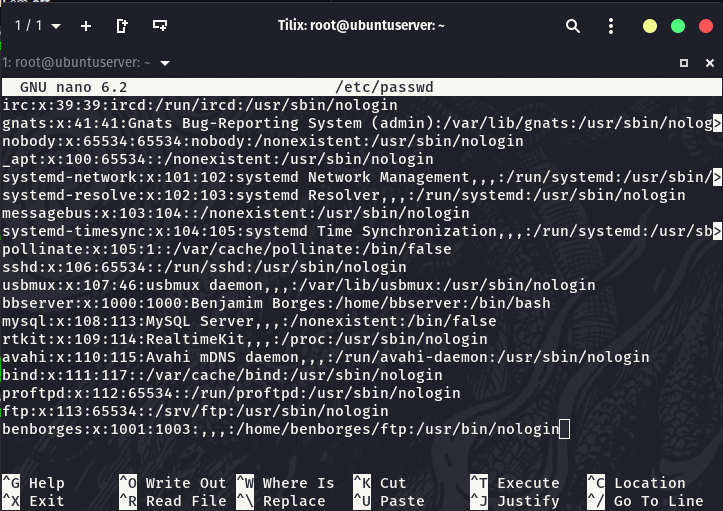 1 / 1
Tilix: root@ubuntuserver: ~
1: root@ubuntuserver: ~
GNU nano 6.2 /etc/passwd
irc:x:39:39:ircd:/run/ircd:/usr/sbin/nologin
gnats:x:41:41:Gnats Bug-Reporting System (admin):/var/lib/gnats:/usr/sbin/nolog>
nobody:x:65534:65534:nobody:/nonexistent:/usr/sbin/nologin
_apt:x:100:65534::/nonexistent:/usr/sbin/nologin
systemd-network:x:101:102:systemd Network Management,,,:/run/systemd:/usr/sbin/>
systemd-resolve:x:102:103:systemd Resolver,,,:/run/systemd:/usr/sbin/nologin
messagebus:x:103:104::/nonexistent:/usr/sbin/nologin
systemd-timesync:x:104:105:systemd Time Synchronization,,,:/run/systemd:/usr/sb>
pollinate:x:105:1::/var/cache/pollinate:/bin/false
sshd:x:106:65534::/run/sshd:/usr/sbin/nologin
usbmux:x:107:46:usbmux daemon,,,:/var/lib/usbmux:/usr/sbin/nologin
bbserver:x:1000:1000:Benjamim Borges:/home/bbserver:/bin/bash
mysql:x:108:113:MySQL Server,,,:/nonexistent:/bin/false
rtkit:x:109:114:RealtimeKit,,,:/proc:/usr/sbin/nologin
avahi:x:110:115:Avahi mDNS daemon,,,:/run/avahi-daemon:/usr/sbin/nologin
bind:x:111:117::/var/cache/bind:/usr/sbin/nologin
proftpd:x:112:65534::/run/proftpd:/usr/sbin/nologin
ftp:x:113:65534::/srv/ftp:/usr/sbin/nologin
benborges:x:1001:1003:,,,:/home/benborges/ftp:/usr/bin/nologin
^G Help ^O Write Out ^W Where Is ^K Cut ^T Execute ^C Location
^X Exit ^R Read File ^\ Replace ^U Paste ^J Justify ^/ Go To Line